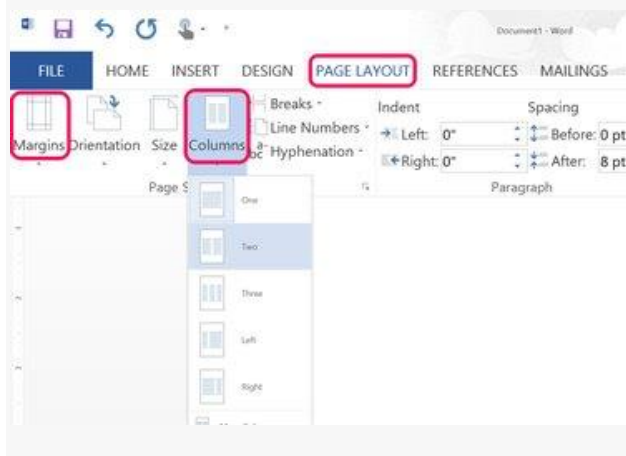 Document1 - Word
FILE HOME INSERT DESIGN PAGE LAYOUT REFERENCES MAILINGS
Margins Orientation Size Columns
Breaks
Line Numbers
Hyphenation
Indent
Left: 0"
Right: 0"
Spacing
Before: 0 pt
After: 8 pt
Page S
Paragraph
One
Two
Three
Left
Right